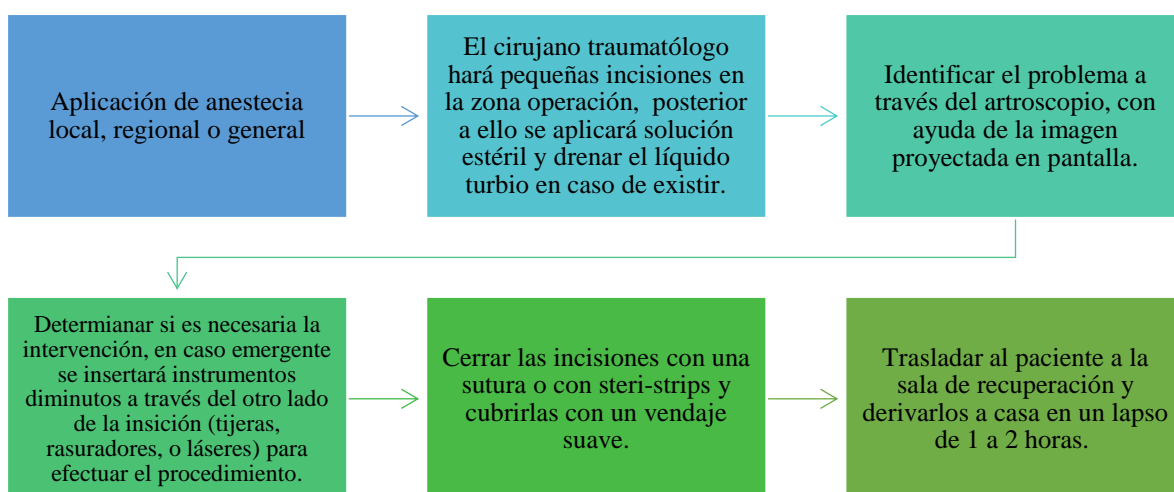 Aplicación de anestecia
local, regional o general
El cirujano traumatólogo
hará pequeñas incisiones en
la zona operación, posterior
a ello se aplicará solución
estéril y drenar el líquido
turbio en caso de existir.
Identificar el problema a
través del artroscopio, con
ayuda de la imagen
proyectada en pantalla.
Determianar si es necesaria la
intervención, en caso emergente
se insertará instrumentos
diminutos a través del otro lado
de la insición (tijeras,
rasuradores, o láseres) para
efectuar el procedimiento.
Cerrar las incisiones con una
sutura o con steri-strips y
cubrirlas con un vendaje
suave.
Trasladar al paciente a la
sala de recuperación y
derivarlos a casa en un lapso
de 1 a 2 horas.